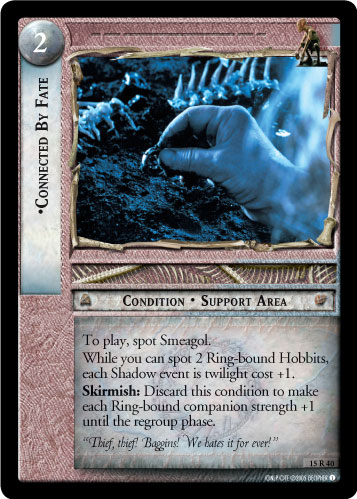 2
•Connected By Fate
Condition • Support Area
To play, spot Smeagol.
While you can spot 2 Ring-bound Hobbits,
each Shadow event is twilight cost +1.
Skirmish: Discard this condition to make
each Ring-bound companion strength +1
until the regroup phase.
"Thief, thief! Baggins! We hates it for ever!"
15 R 40